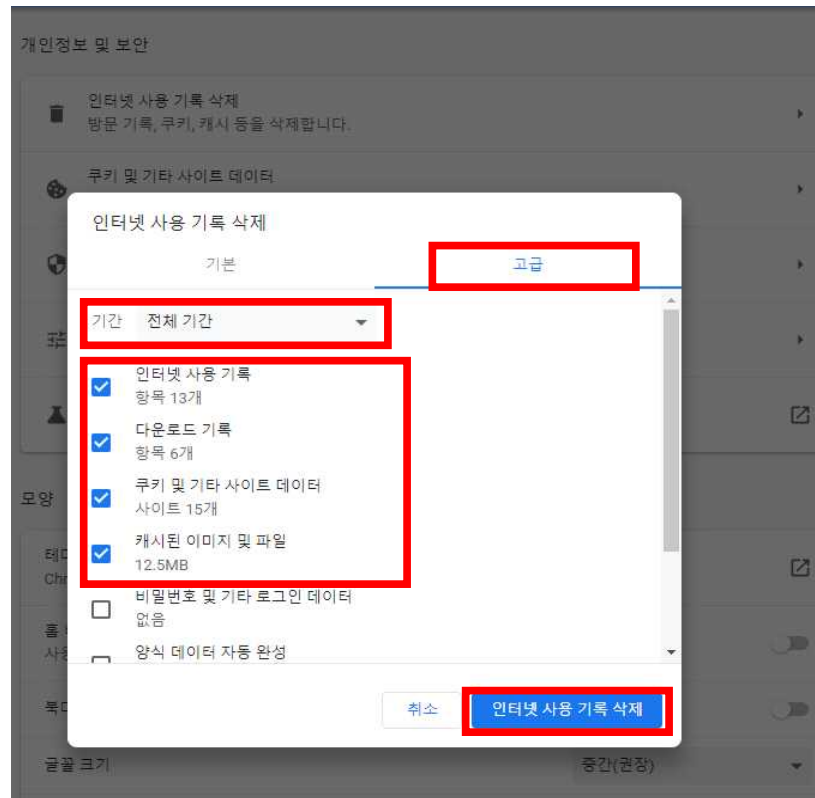 개인정보 및 보안
인터넷 사용 기록 삭제
방문 기록, 쿠키, 캐시 등을 삭제합니다.
쿠키 및 기타 사이트 데이터
인터넷 사용 기록 삭제
기본
고급
기간 전체 기간
인터넷 사용 기록
항목 13개
다운로드 기록
항목 6개
쿠키 및 기타 사이트 데이터
사이트 15개
캐시된 이미지 및 파일
12.5MB
비밀번호 및 기타 로그인 데이터
없음
양식 데이터 자동 완성
취소
인터넷 사용 기록 삭제
모양
글꼴 크기
중간(권장)